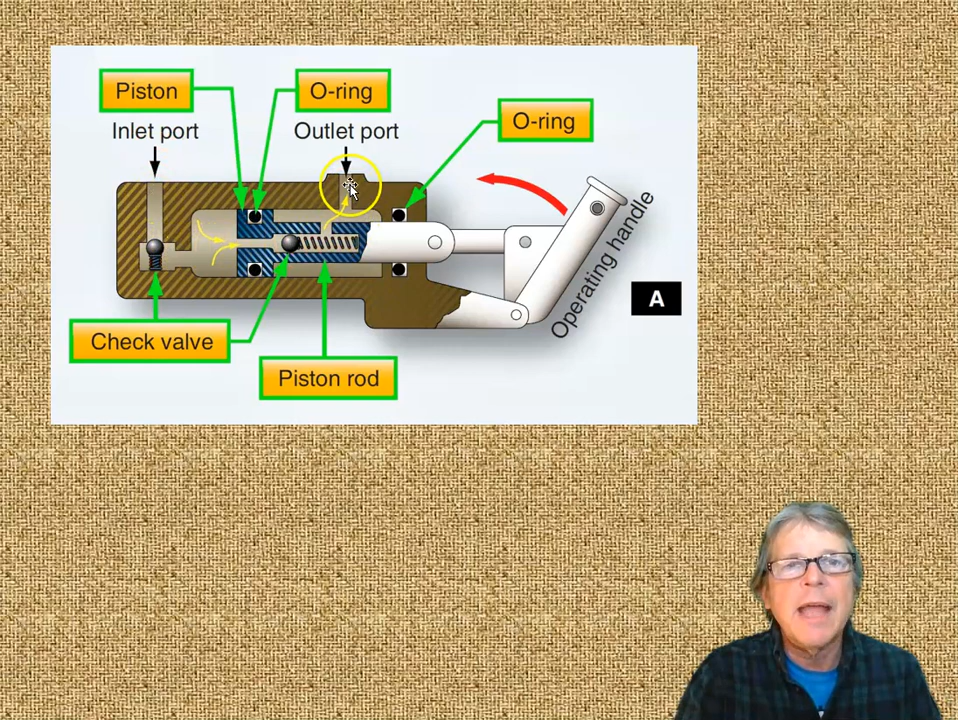 Piston
O-ring
Inlet port
Outlet port
O-ring
Operating handle
A
Check valve
Piston rod